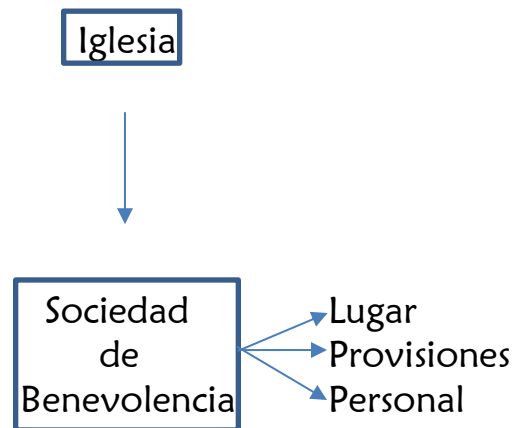 Iglesia
Sociedad
de
Benevolencia
Lugar
Provisiones
Personal